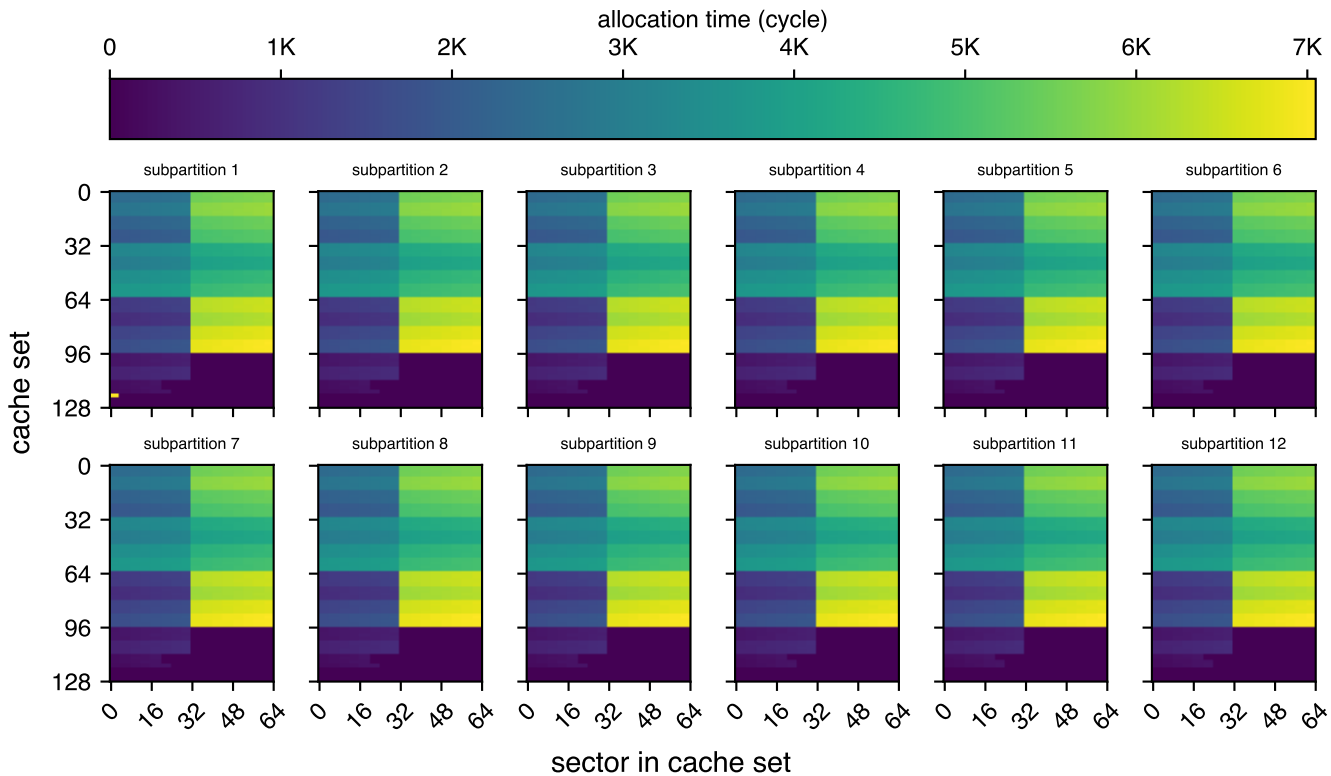 allocation time (cycle)
0 1K 2K 3K 4K 5K 6K 7K
subpartition 1 subpartition 2 subpartition 3 subpartition 4 subpartition 5 subpartition 6
0
32
64
96
128
cache set
subpartition 7 subpartition 8 subpartition 9 subpartition 10 subpartition 11 subpartition 12
0
32
64
96
128
0 16 32 48 64 0 16 32 48 64 0 16 32 48 64 0 16 32 48 64 0 16 32 48 64 0 16 32 48 64
sector in cache set